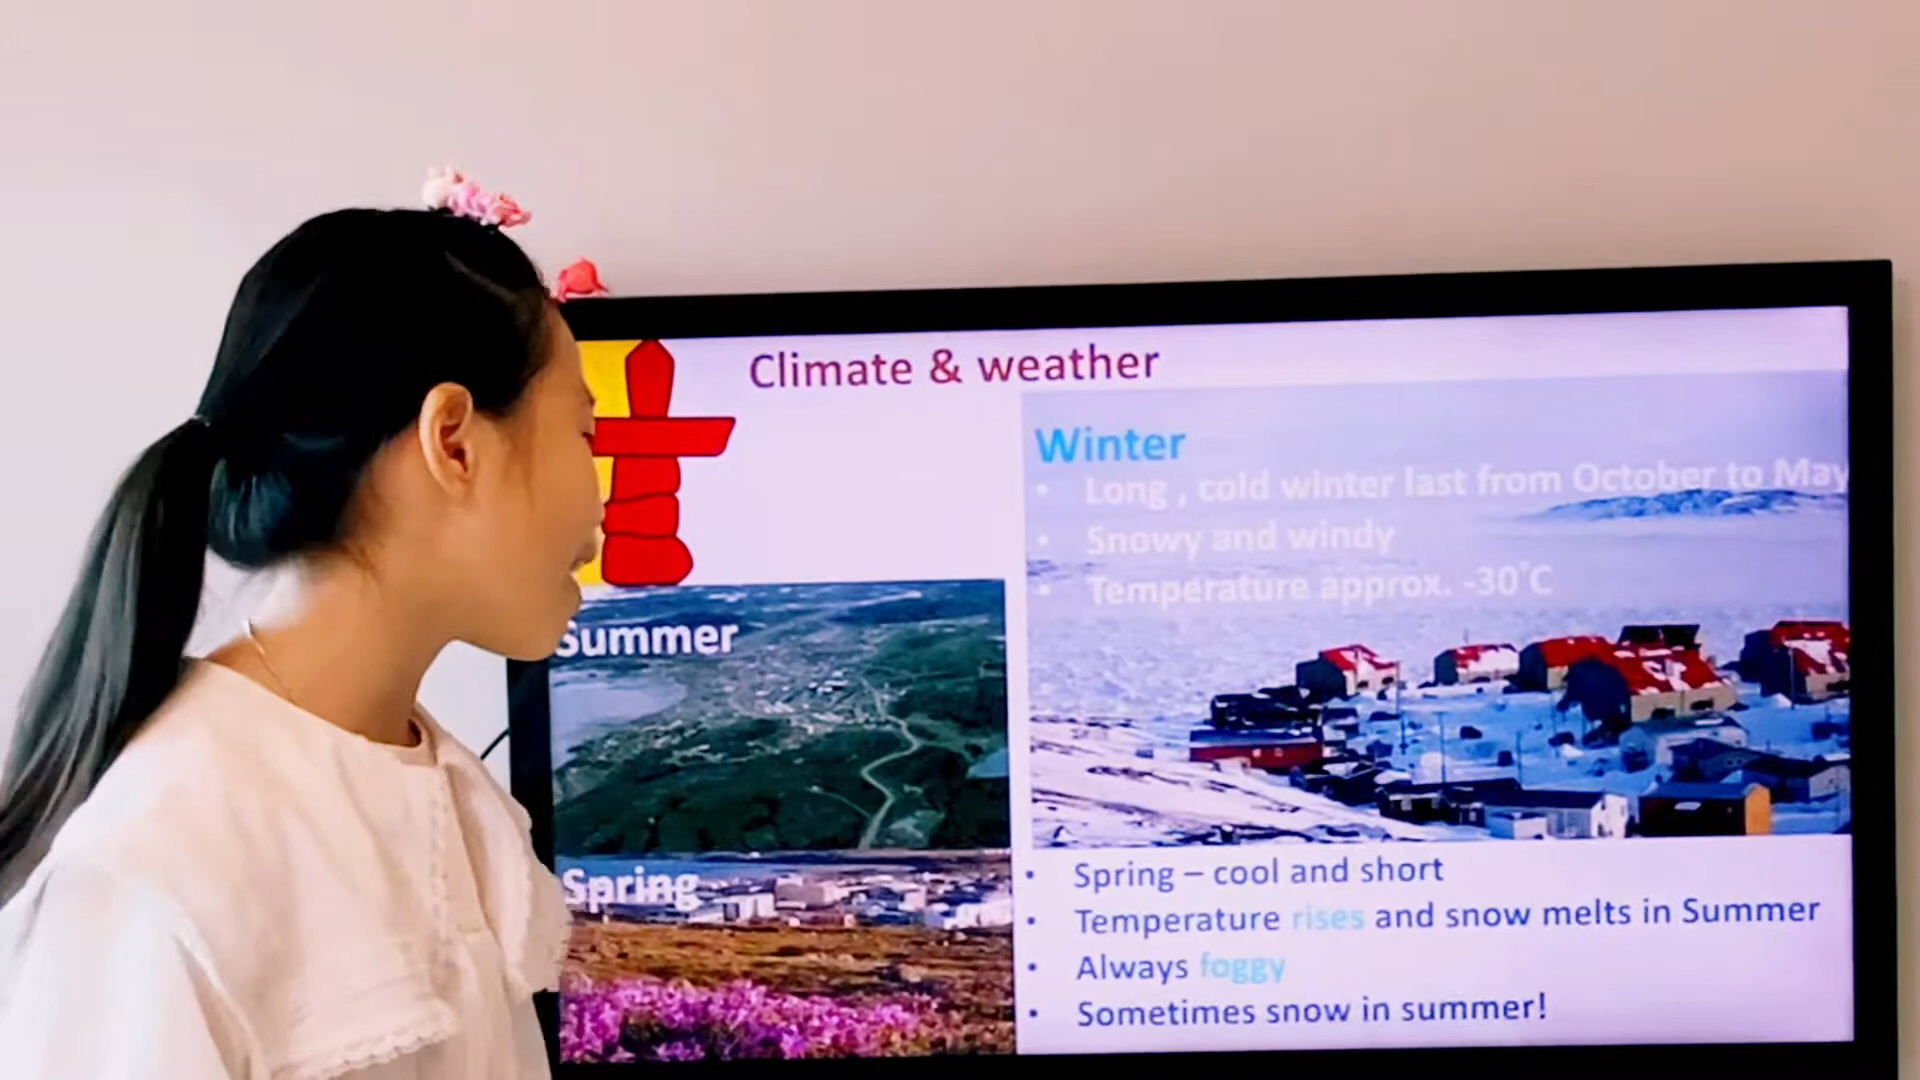 Climate & weather
Winter
• Long , cold winter last from October to May
• Snowy and windy
• Temperature approx. -30°C
Summer
Spring
• Spring – cool and short
• Temperature rises and snow melts in Summer
• Always foggy
• Sometimes snow in summer!